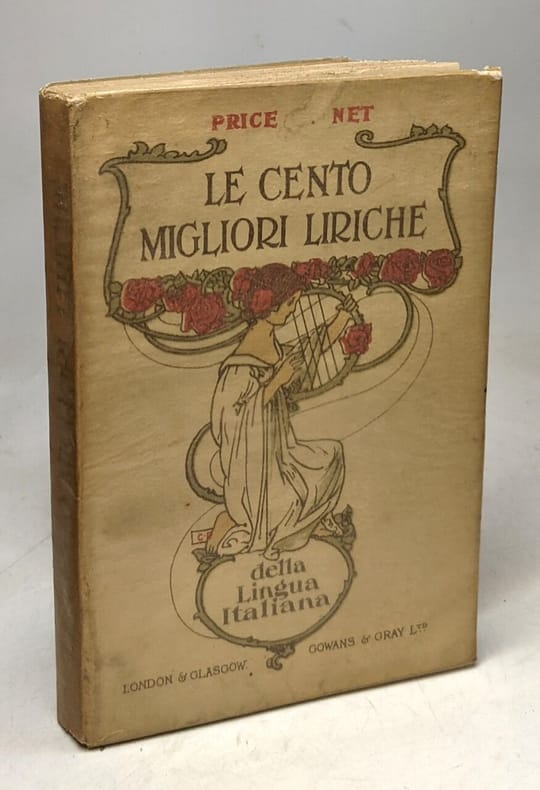 PRICE NET
LE CENTO
MIGLIORI LIRICHE
della
Lingua
Italiana
LONDON & GLASGOW.
GOWANS & GRAY LTD